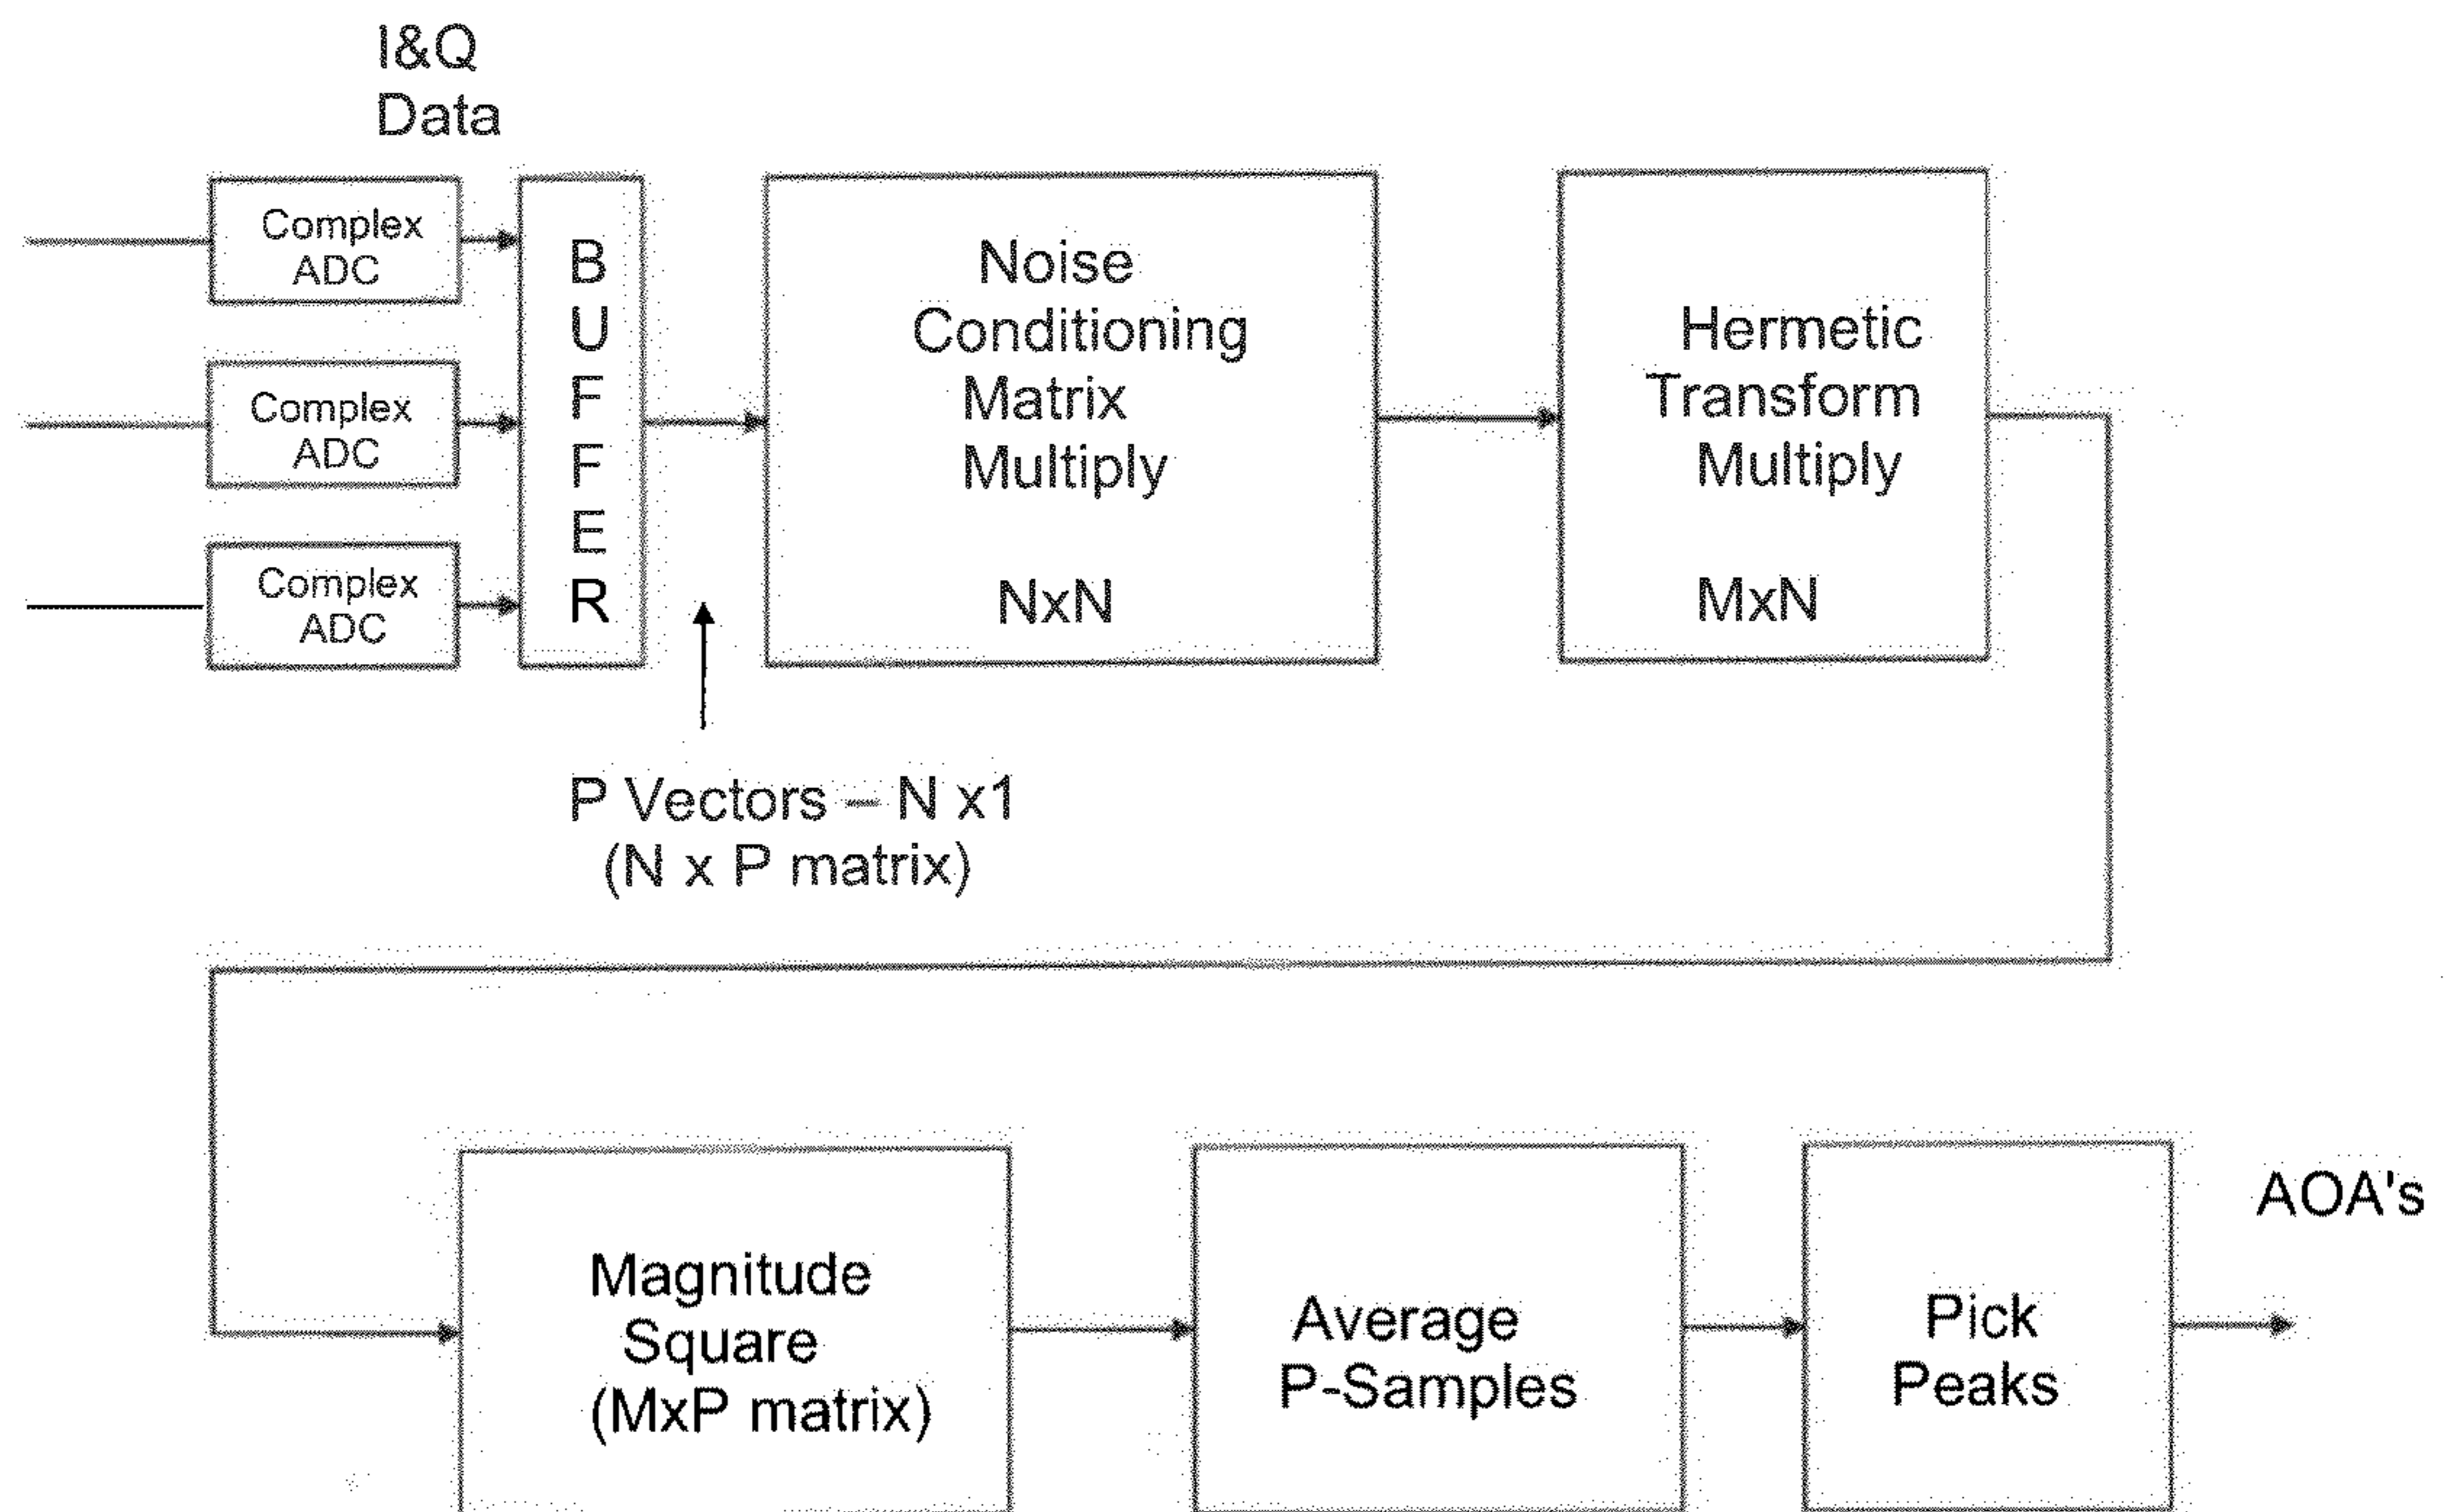 I&Q
Data
Complex
ADC
Complex
ADC
Complex
ADC
B
U
F
F
E
R
Noise
Conditioning
Matrix
Multiply
NxN
Hermetic
Transform
Multiply
MxN
P Vectors – N x1
(N x P matrix)
Magnitude
Square
(MxP matrix)
Average
P-Samples
Pick
Peaks
AOA's